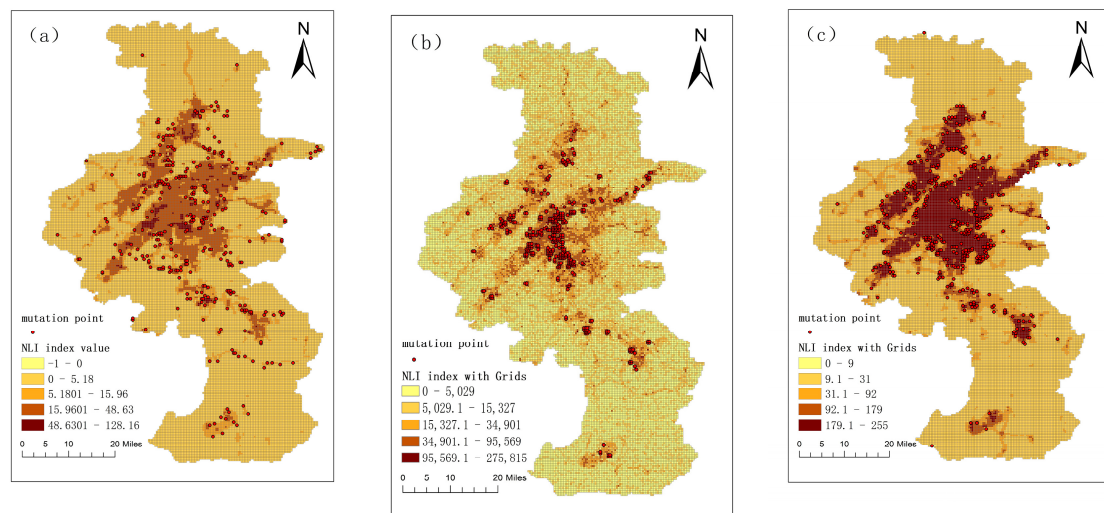 (a)
N
mutation point
NLI index value
-1 - 0
0 - 5.18
5.1801 - 15.96
15.9601 - 48.63
48.6301 - 128.16
0 5 10 20 Miles
(b)
N
mutation point
NLI index with Grids
0 - 5,029
5,029.1 - 15,327
15,327.1 - 34,901
34,901.1 - 95,569
95,569.1 - 275,815
0 5 10 20 Miles
(c)
N
mutation point
NLI index with Grids
0 - 9
9.1 - 31
31.1 - 92
92.1 - 179
179.1 - 255
0 5 10 20 Miles